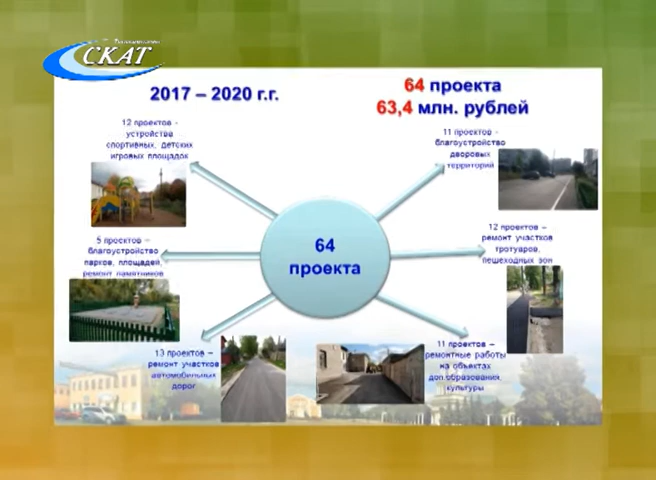 СКАТ
2017 – 2020 г.г.
64 проекта
63,4 млн. рублей
12 проектов -
устройства
спортивных, детских
игровых площадок
11 проектов -
благоустройство
дворовых
территорий
5 проектов –
благоустройство
парков, площадей,
ремонт памятников
64
проекта
12 проектов –
ремонт участков
тротуаров,
пешеходных зон
13 проектов –
ремонт участков
автомобильных
дорог
11 проектов –
ремонтные работы
на объектах
доп.образования,
культуры